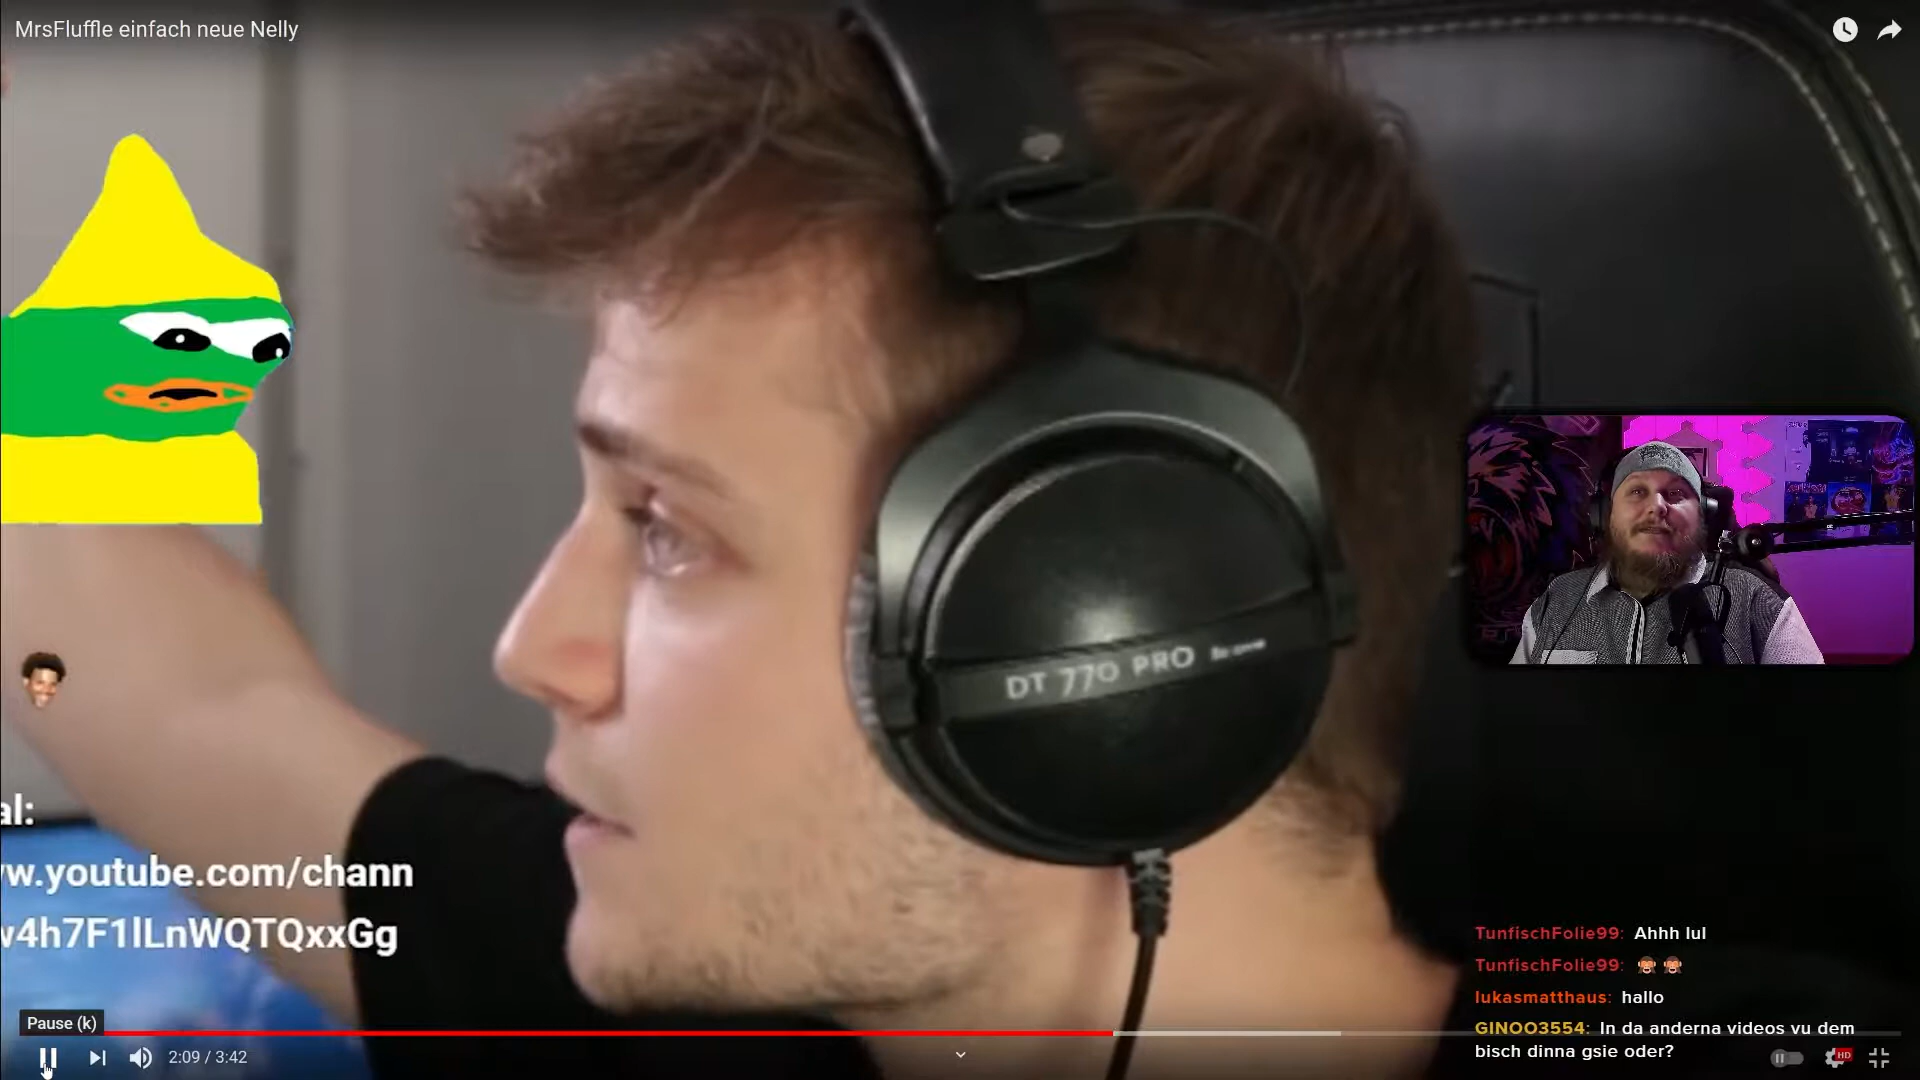 MrsFluffle einfach neue Nelly
DT 770 PRO
al:
w.youtube.com/chann
v4h7F1lLnWQTQxxGg
TunfischFolie99: Ahhh lul
TunfischFolie99: 🙈 🙈
lukasmatthaus: hallo
GINOO3554: In da anderna videos vu dem
bisch dinna gsie oder?
Pause (k)
2:09 / 3:42
HD